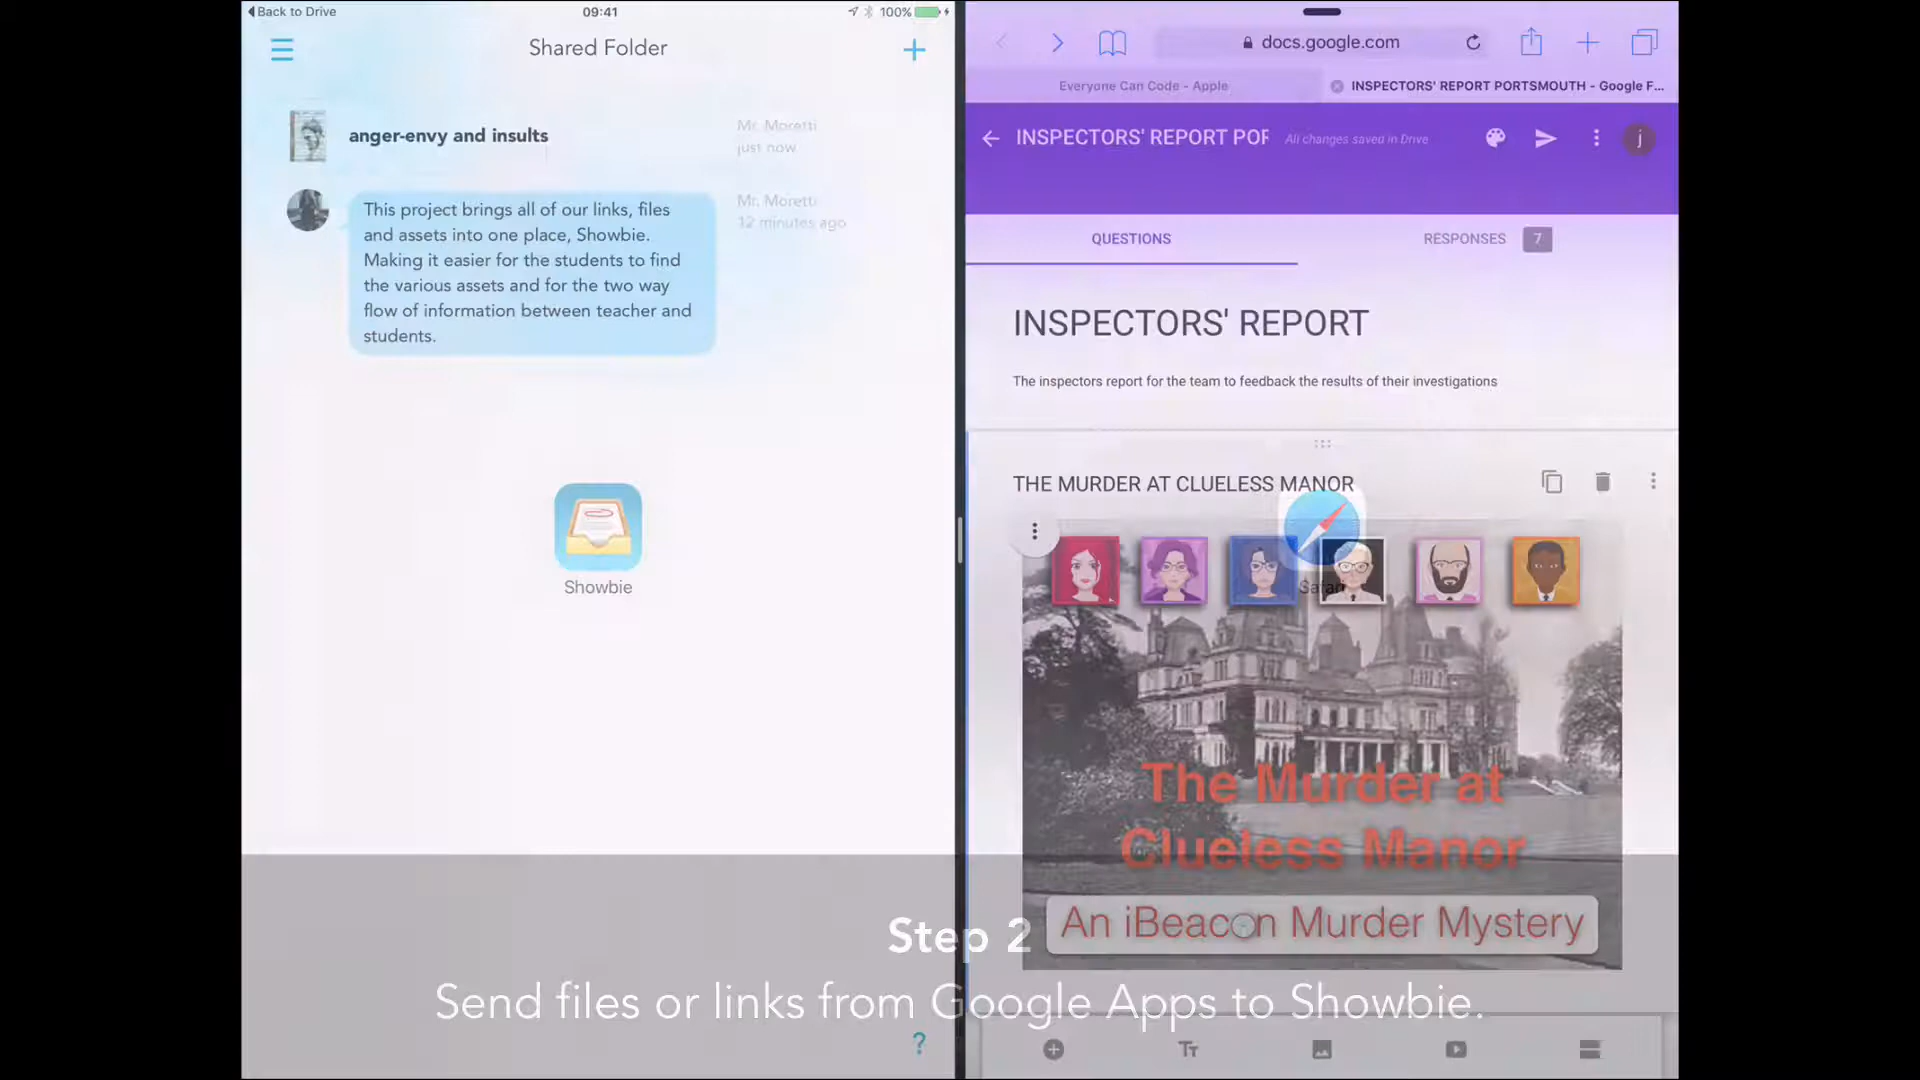 Back to Drive
09:41
100%
Shared Folder
anger-envy and insults
Mr. Moretti
just now
This project brings all of our links, files
and assets into one place, Showbie.
Making it easier for the students to find
the various assets and for the two way
flow of information between teacher and
students.
Mr. Moretti
12 minutes ago
Showbie
docs.google.com
Everyone Can Code - Apple
INSPECTORS' REPORT PORTSMOUTH - Google F...
INSPECTORS' REPORT POR
All changes saved in Drive
j
QUESTIONS
RESPONSES
7
INSPECTORS' REPORT
The inspectors report for the team to feedback the results of their investigations
THE MURDER AT CLUELESS MANOR
Safari
The Murder at
Clueless Manor
An iBeacon Murder Mystery
Step 2
Send files or links from Google Apps to Showbie.
?
Tт